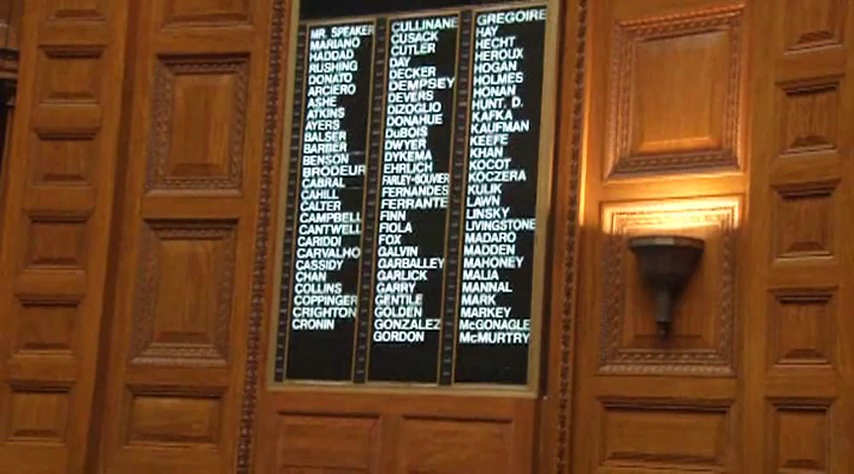 MR. SPEAKER
MARIANO
HADDAD
RUSHING
DONATO
ARCIERO
ASHE
ATKINS
AYERS
BALSER
BARBER
BENSON
BRODEUR
CABRAL
CAHILL
CALTER
CAMPBELL
CANTWELL
CARIDDI
CARVALHO
CASSIDY
CHAN
COLLINS
COPPINGER
CRIGHTON
CRONIN
CULLINANE
CUSACK
CUTLER
DAY
DECKER
DEMPSEY
DEVERS
DIZOGLIO
DONAHUE
DuBOIS
DWYER
DYKEMA
EHRLICH
FARLEY-BOUVIER
FERNANDES
FERRANTE
FINN
FIOLA
FOX
GALVIN
GARBALLEY
GARLICK
GARRY
GENTILE
GOLDEN
GONZALEZ
GORDON
GREGOIRE
HAY
HECHT
HEROUX
HOGAN
HOLMES
HONAN
HUNT, D.
KAFKA
KAUFMAN
KEEFE
KHAN
KOCOT
KOCZERA
KULIK
LAWN
LINSKY
LIVINGSTONE
MADARO
MADDEN
MAHONEY
MALIA
MANNAL
MARK
MARKEY
McGONAGLE
McMURTRY